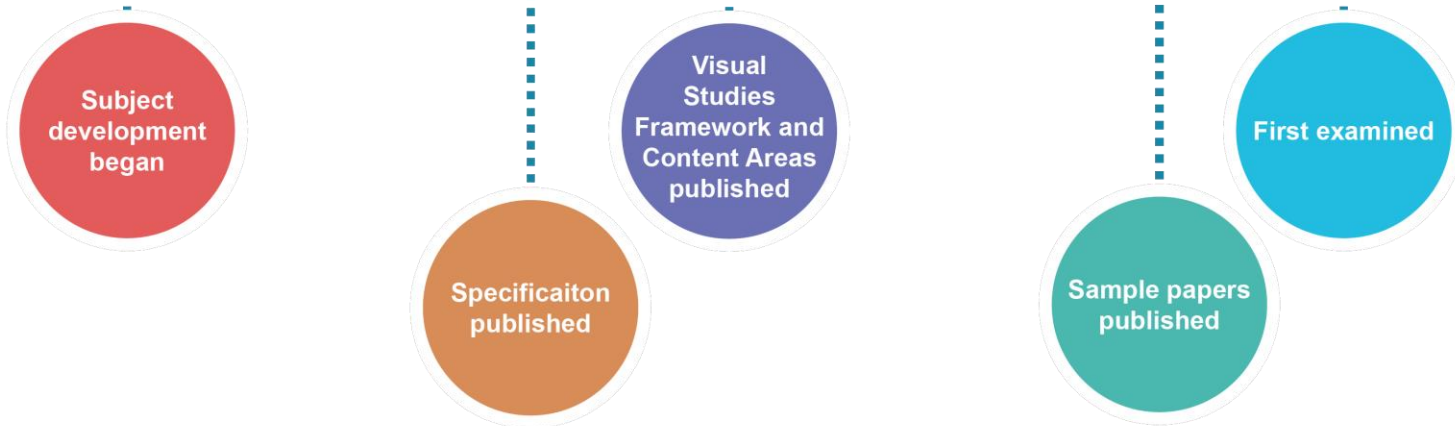 Subject
development
began
Specificaiton
published
Visual
Studies
Framework and
Content Areas
published
Sample papers
published
First examined